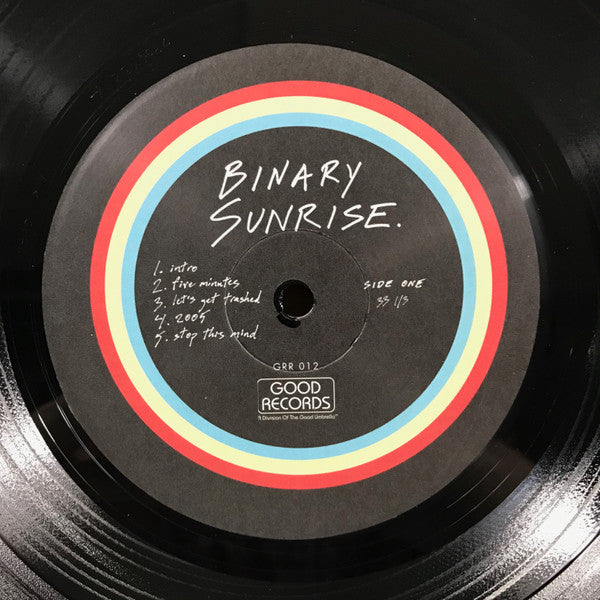 BINARY
SUNRISE.
1. intro
2. five minutes
3. let's get trashed
4. 2005
5. stop this mind
SIDE ONE
33 1/3
GRR 012
GOOD
RECORDS
A Division Of The Good Umbrella™